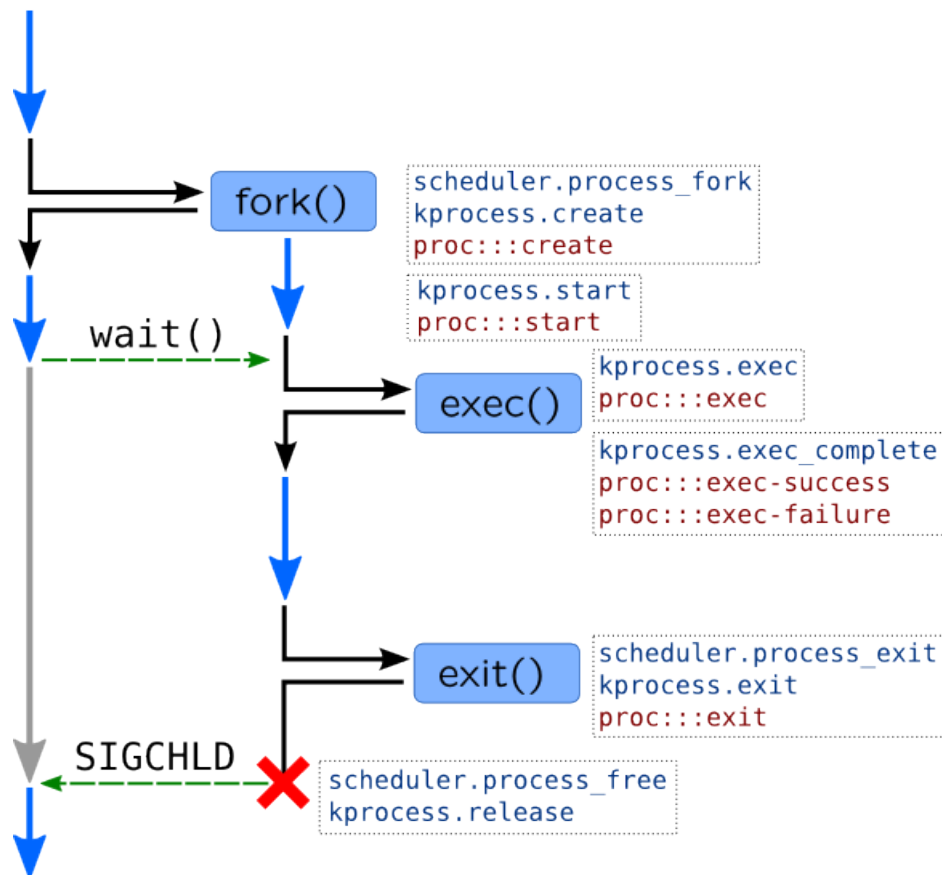 fork()
scheduler.process_fork
kprocess.create
proc:::create
kprocess.start
proc:::start
wait()
exec()
kprocess.exec
proc:::exec
kprocess.exec_complete
proc:::exec-success
proc:::exec-failure
exit()
scheduler.process_exit
kprocess.exit
proc:::exit
SIGCHLD
scheduler.process_free
kprocess.release